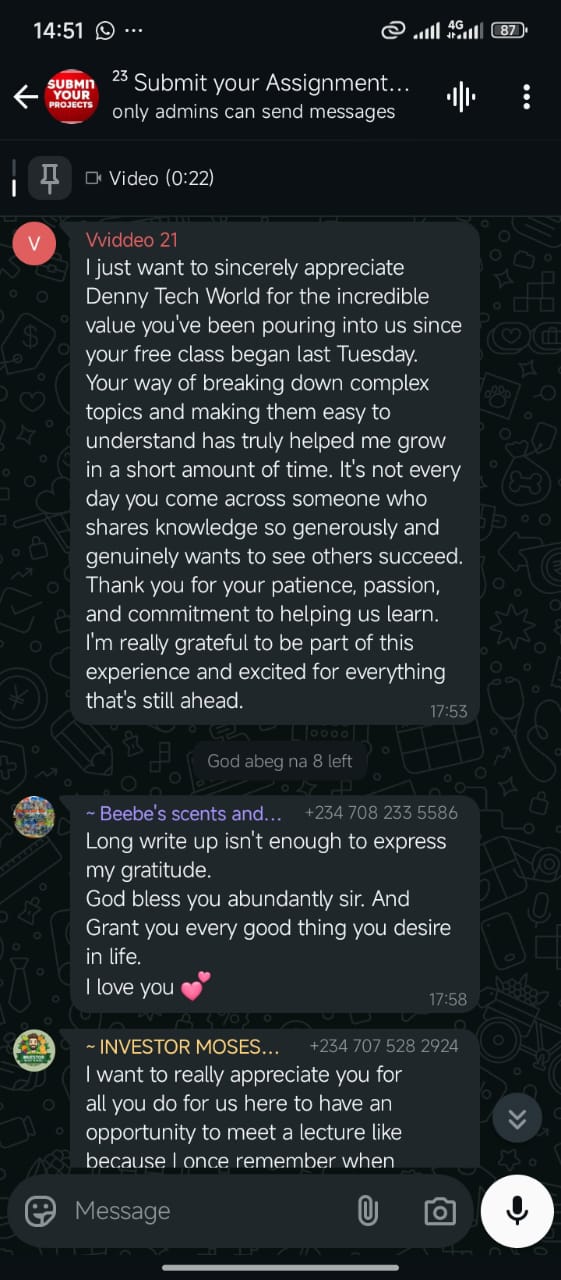 14:51
4G
87
SUBMIT
YOUR
PROJECTS
23 Submit your Assignment...
only admins can send messages
Video (0:22)
V
Vviddeo 21
I just want to sincerely appreciate
Denny Tech World for the incredible
value you've been pouring into us since
your free class began last Tuesday.
Your way of breaking down complex
topics and making them easy to
understand has truly helped me grow
in a short amount of time. It's not every
day you come across someone who
shares knowledge so generously and
genuinely wants to see others succeed.
Thank you for your patience, passion,
and commitment to helping us learn.
I'm really grateful to be part of this
experience and excited for everything
that's still ahead.
17:53
God abeg na 8 left
~ Beebe's scents and... +234 708 233 5586
Long write up isn't enough to express
my gratitude.
God bless you abundantly sir. And
Grant you every good thing you desire
in life.
I love you 💕
17:58
~ INVESTOR MOSES... +234 707 528 2924
I want to really appreciate you for
all you do for us here to have an
opportunity to meet a lecture like
because I once remember when
Message